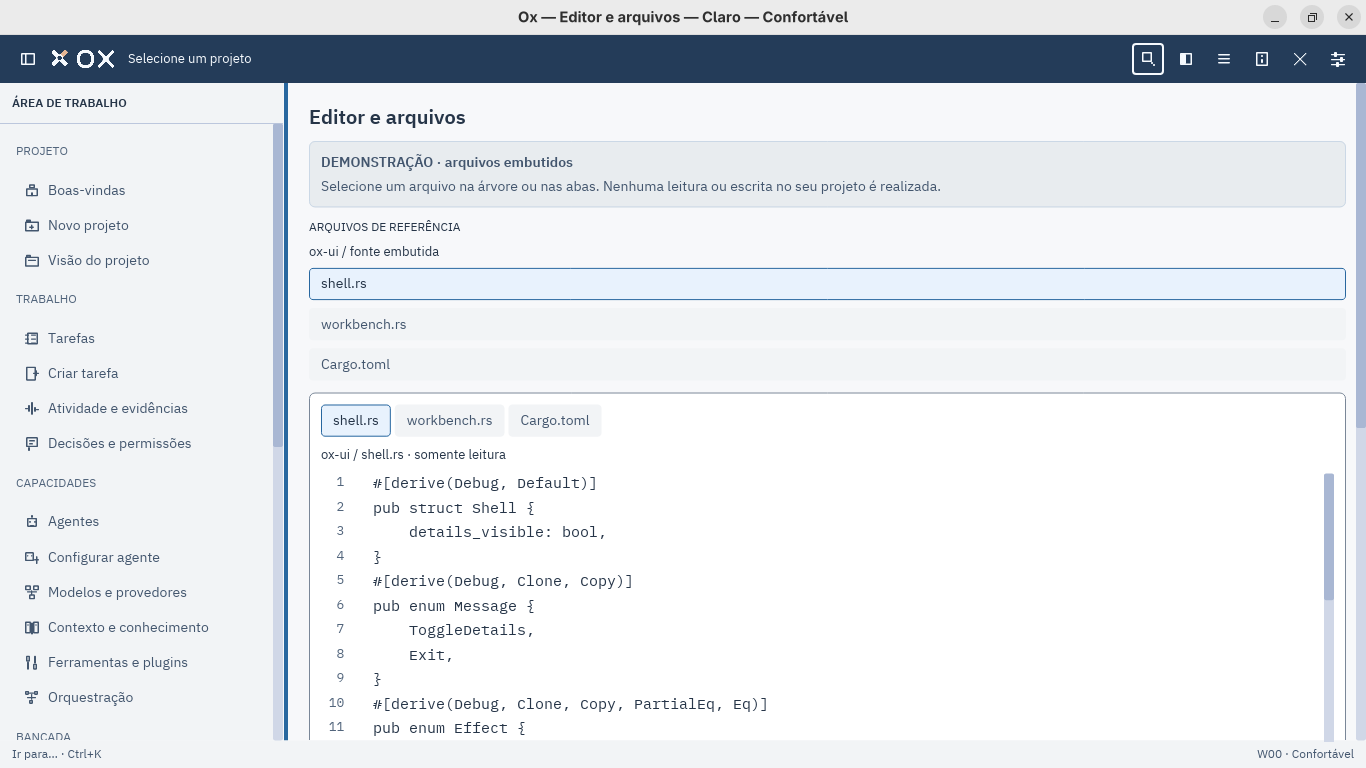 Ox — Editor e arquivos — Claro — Confortável
OX
Selecione um projeto
ÁREA DE TRABALHO
PROJETO
Boas-vindas
Novo projeto
Visão do projeto
TRABALHO
Tarefas
Criar tarefa
Atividade e evidências
Decisões e permissões
CAPACIDADES
Agentes
Configurar agente
Modelos e provedores
Contexto e conhecimento
Ferramentas e plugins
Orquestração
BANCADA
Editor e arquivos
DEMONSTRAÇÃO · arquivos embutidos
Selecione um arquivo na árvore ou nas abas. Nenhuma leitura ou escrita no seu projeto é realizada.
ARQUIVOS DE REFERÊNCIA
ox-ui / fonte embutida
shell.rs
workbench.rs
Cargo.toml
shell.rs workbench.rs Cargo.toml
ox-ui / shell.rs · somente leitura
1 #[derive(Debug, Default)]
2 pub struct Shell {
3     details_visible: bool,
4 }
5 #[derive(Debug, Clone, Copy)]
6 pub enum Message {
7     ToggleDetails,
8     Exit,
9 }
10 #[derive(Debug, Clone, Copy, PartialEq, Eq)]
11 pub enum Effect {
Ir para... · Ctrl+K
W00 · Confortável